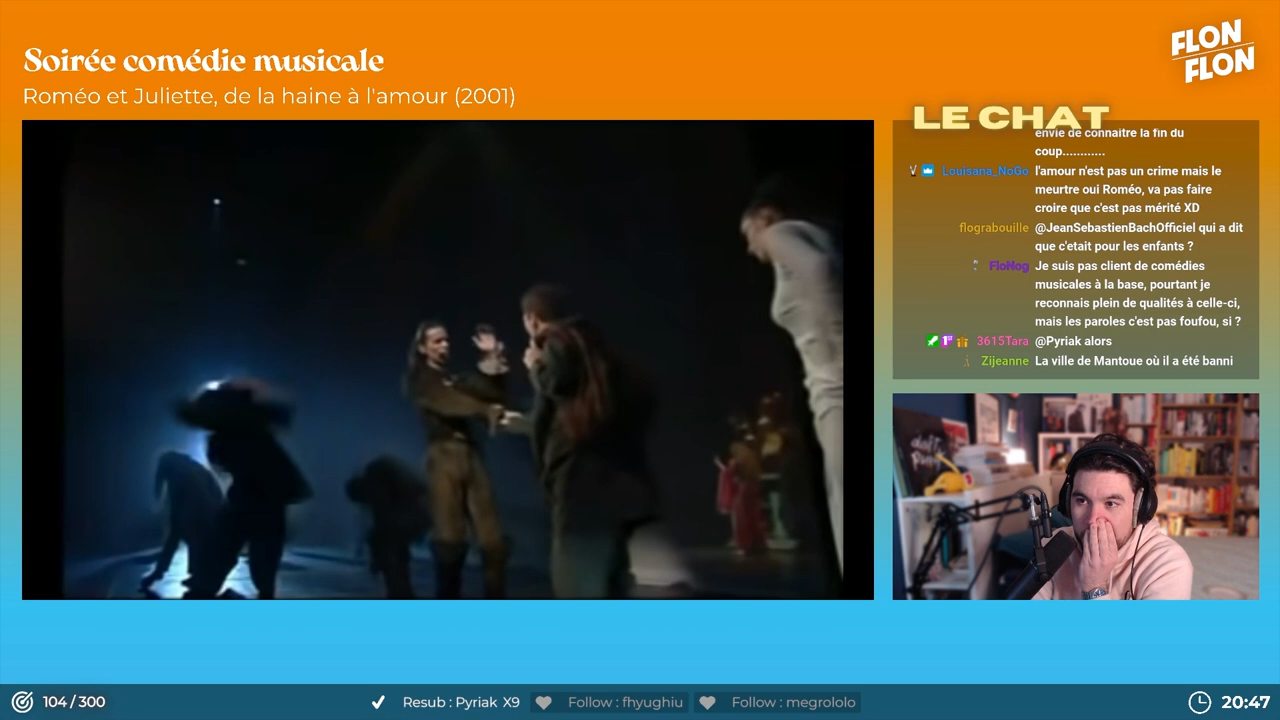 Soirée comédie musicale
Roméo et Juliette, de la haine à l'amour (2001)
FLON
FLON
LE CHAT
envie de connaitre la fin du
coup............
Louisana_NoGo l'amour n'est pas un crime mais le
meurtre oui Roméo, va pas faire
croire que c'est pas mérité XD
flograbouille @JeanSebastienBachOfficiel qui a dit
que c'etait pour les enfants ?
FloNog Je suis pas client de comédies
musicales à la base, pourtant je
reconnais plein de qualités à celle-ci,
mais les paroles c'est pas foufou, si ?
3615Tara @Pyriak alors
Zijeanne La ville de Mantoue où il a été banni
104 / 300
Resub : Pyriak X9
Follow : fhyughiu
Follow : megrololo
20:47